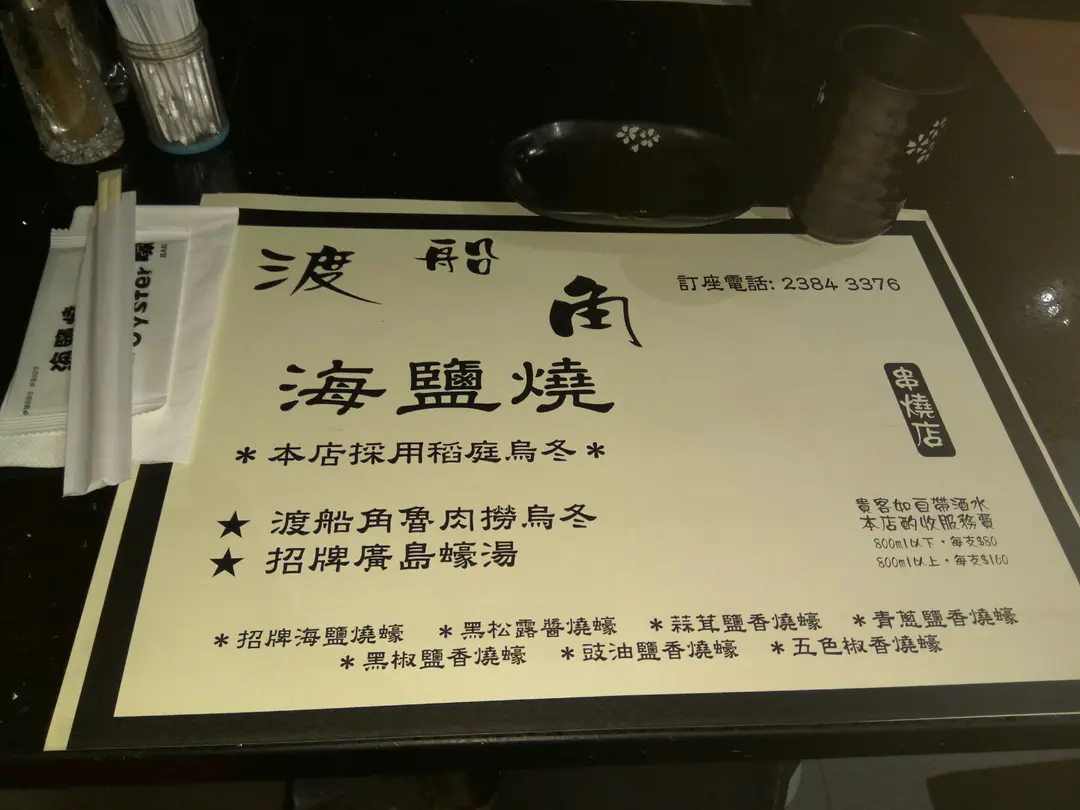 渡船角
訂座電話: 2384 3376
海鹽燒
串燒店
*本店採用稻庭烏冬*
★ 渡船角魯肉撈烏冬
★ 招牌廣島蠔湯
貴客如自帶酒水
本店酌收服務費
800ml以下，每支$80
800ml以上，每支$160
*招牌海鹽燒蠔 *黑松露醬燒蠔 *蒜茸鹽香燒蠔 *青蔥鹽香燒蠔
*黑椒鹽香燒蠔 *豉油鹽香燒蠔 *五色椒香燒蠔
海鹽燒
Oyster
BAR